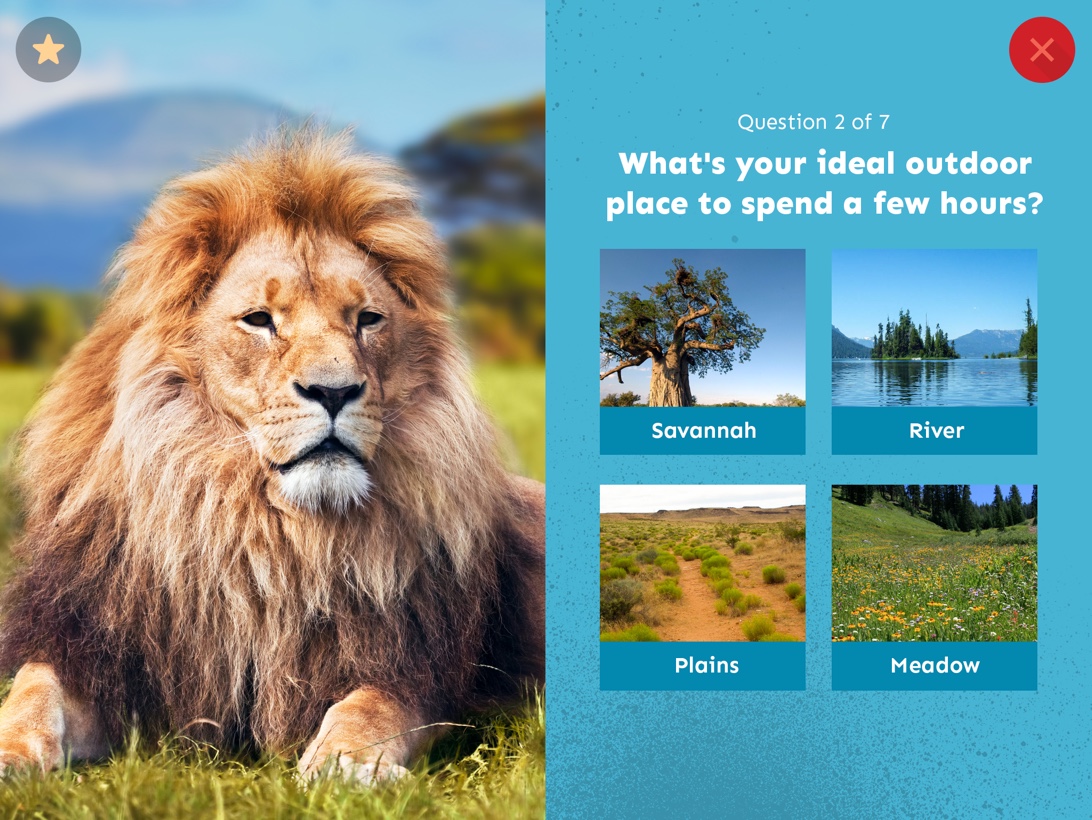 Question 2 of 7
What's your ideal outdoor
place to spend a few hours?
Savannah
River
Plains
Meadow